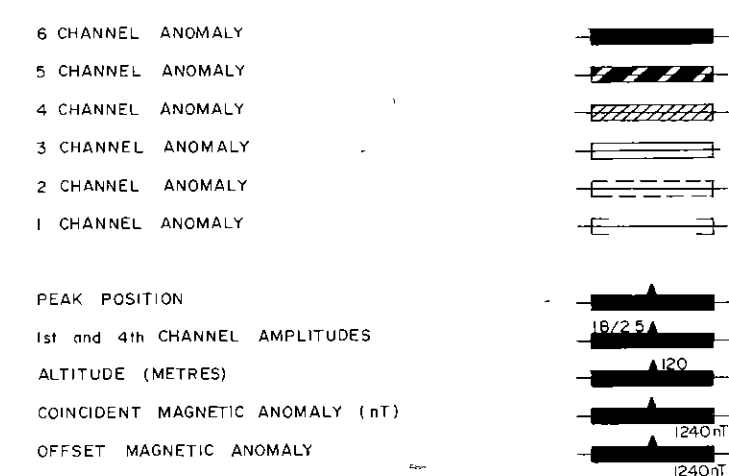 6 CHANNEL ANOMALY
5 CHANNEL ANOMALY
4 CHANNEL ANOMALY
3 CHANNEL ANOMALY
2 CHANNEL ANOMALY
1 CHANNEL ANOMALY
PEAK POSITION
1st and 4th CHANNEL AMPLITUDES 18/2.5
ALTITUDE (METRES) 120
COINCIDENT MAGNETIC ANOMALY (nT)
1240nT
OFFSET MAGNETIC ANOMALY
1240nT